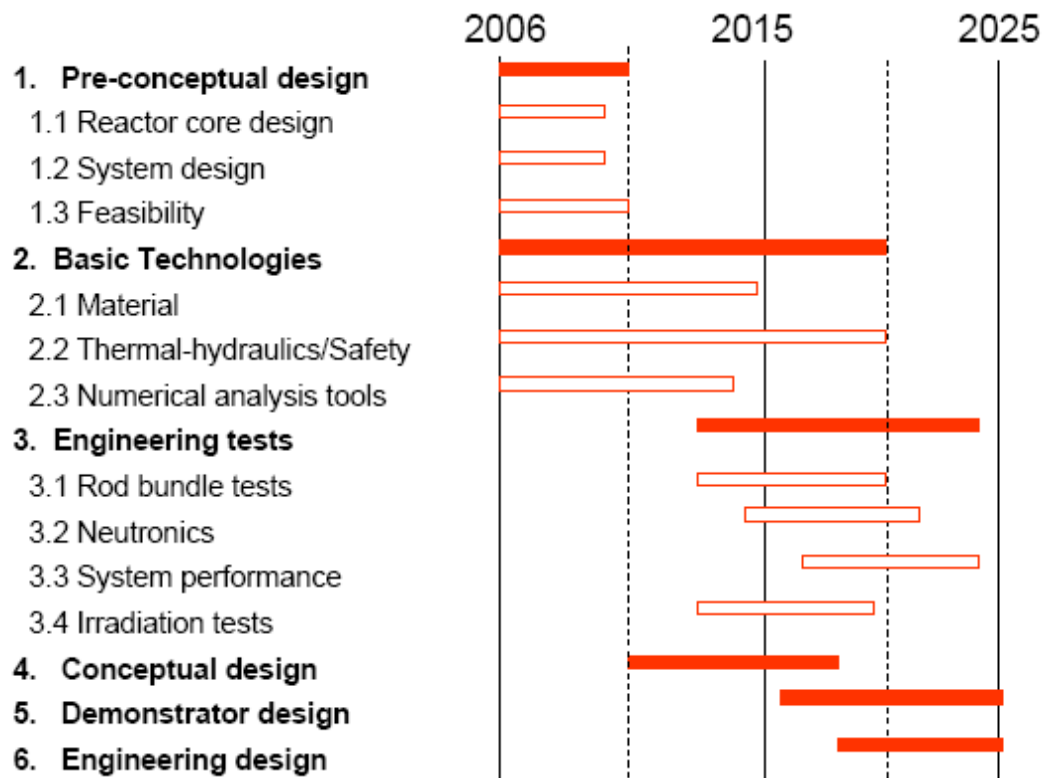 2006 2015 2025
1. Pre-conceptual design
1.1 Reactor core design
1.2 System design
1.3 Feasibility
2. Basic Technologies
2.1 Material
2.2 Thermal-hydraulics/Safety
2.3 Numerical analysis tools
3. Engineering tests
3.1 Rod bundle tests
3.2 Neutronics
3.3 System performance
3.4 Irradiation tests
4. Conceptual design
5. Demonstrator design
6. Engineering design